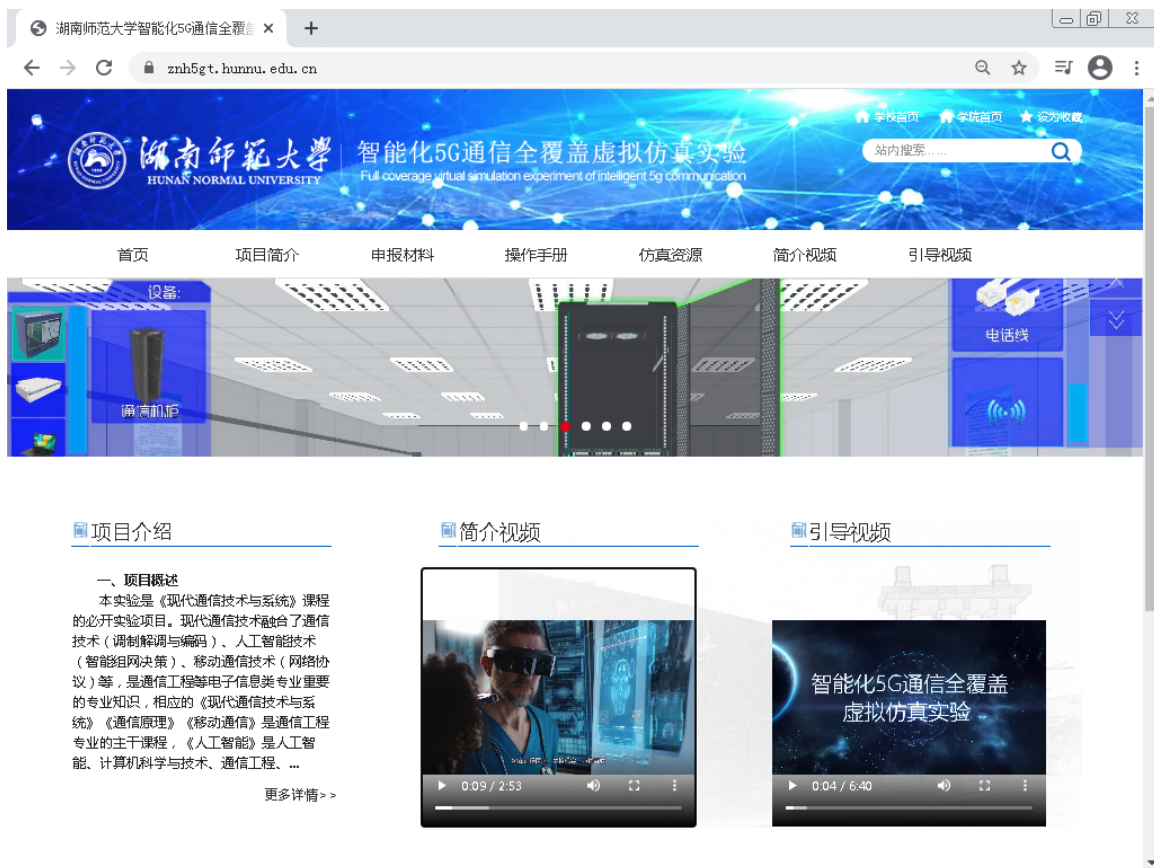 湖南师范大学智能化5G通信全覆盖
znh5gt.hunnu.edu.cn
学校首页 学院首页 设为收藏
湖南师范大学
HUNAN NORMAL UNIVERSITY
智能化5G通信全覆盖虚拟仿真实验
Full coverage virtual simulation experiment of intelligent 5g communication
站内搜索......
首页 项目简介 申报材料 操作手册 仿真资源 简介视频 引导视频
设备:
通信机柜
电话线
项目介绍
一、项目概述
本实验是《现代通信技术与系统》课程
的必开实验项目。现代通信技术融合了通信
技术（调制解调与编码）、人工智能技术
（智能组网决策）、移动通信技术（网络协
议）等，是通信工程等电子信息类专业重要
的专业知识，相应的《现代通信技术与系
统》《通信原理》《移动通信》是通信工程
专业的主干课程，《人工智能》是人工智
能、计算机科学与技术、通信工程、...
更多详情>>
简介视频
0:09 / 2:53
引导视频
智能化5G通信全覆盖
虚拟仿真实验
0:04 / 6:40